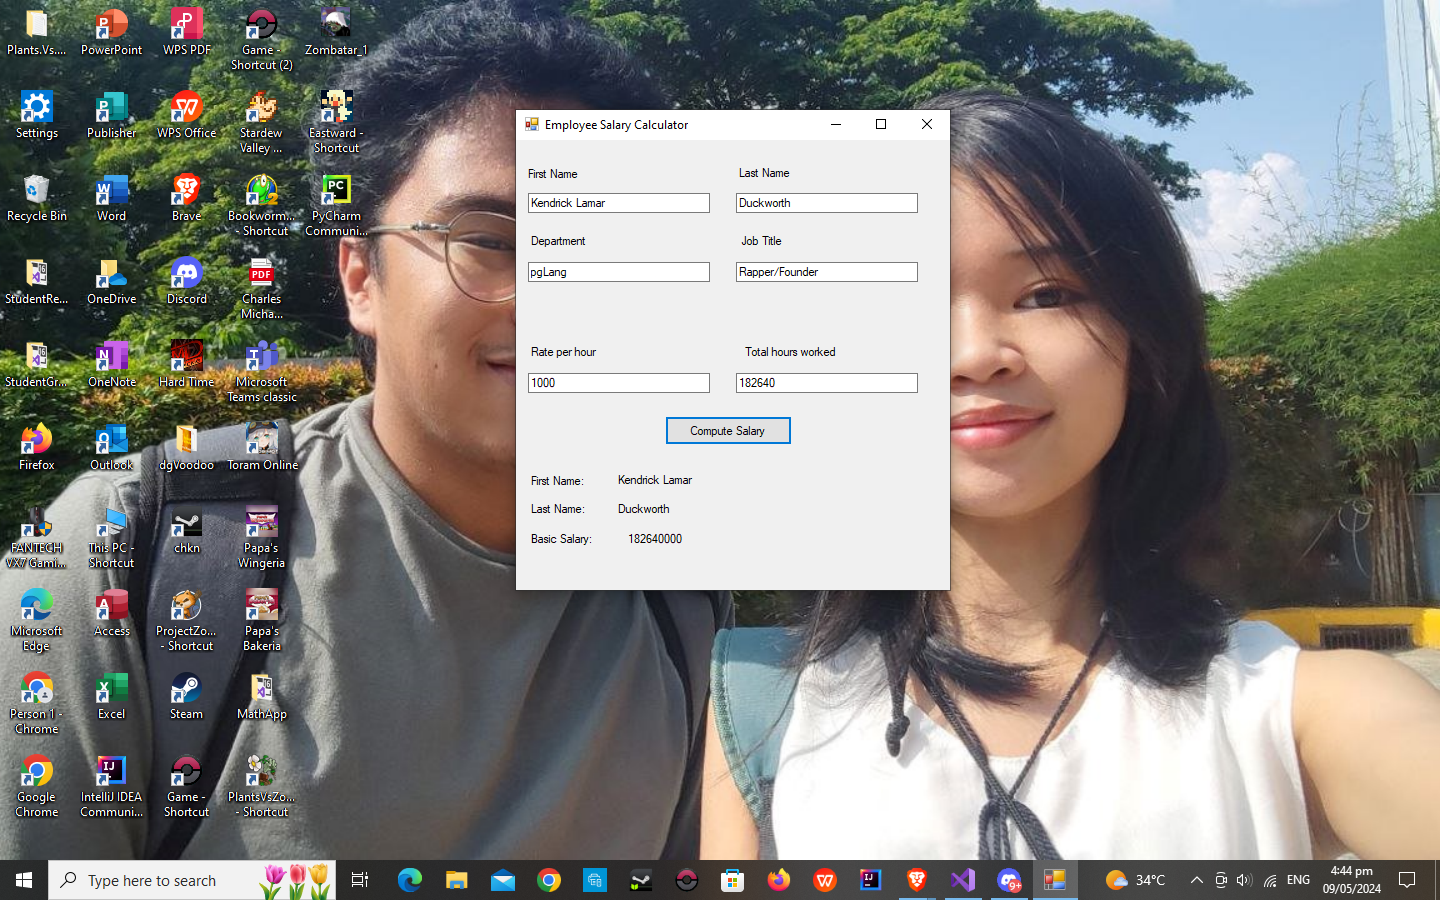 Plants.Vs....
PowerPoint
WPS PDF
Game -
Shortcut (2)
Zombatar_1
Settings
Publisher
WPS Office
Stardew
Valley ...
Eastward -
Shortcut
Recycle Bin
Word
Brave
Bookworm...
- Shortcut
PyCharm
Communi...
StudentRe...
OneDrive
Discord
Charles
Micha...
StudentGr...
OneNote
Hard Time
Microsoft
Teams classic
Firefox
Outlook
dgVoodoo
Toram Online
FANTECH
VX7 Gami...
This PC -
Shortcut
chkn
Papa's
Wingeria
Microsoft
Edge
Access
ProjectZo...
- Shortcut
Papa's
Bakeria
Person 1 -
Chrome
Excel
Steam
MathApp
Google
Chrome
IntelliJ IDEA
Communi...
Game -
Shortcut
PlantsVsZo...
- Shortcut
Employee Salary Calculator
First Name
Last Name
Kendrick Lamar
Duckworth
Department
Job Title
pgLang
Rapper/Founder
Rate per hour
Total hours worked
1000
182640
Compute Salary
First Name: Kendrick Lamar
Last Name: Duckworth
Basic Salary: 182640000
Type here to search
9+
34°C
ENG
4:44 pm
09/05/2024